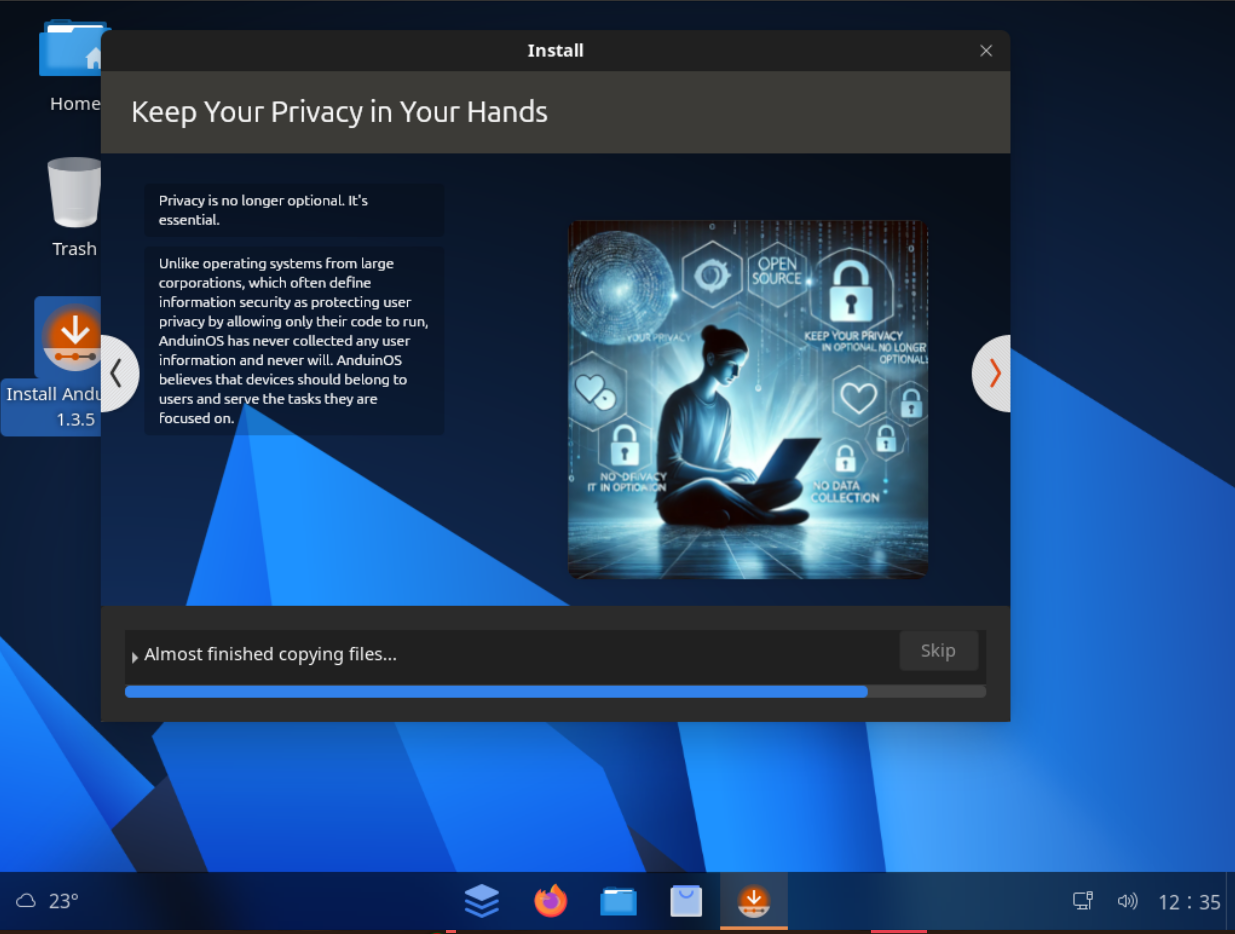 Install
Home
Keep Your Privacy in Your Hands
Trash
Privacy is no longer optional. It's
essential.
Unlike operating systems from large
corporations, which often define
information security as protecting user
privacy by allowing only their code to run,
AnduinOS has never collected any user
information and never will. AnduinOS
believes that devices should belong to
users and serve the tasks they are
focused on.
OPEN
SOURCE
YOUR PRIVACY
KEEP YOUR PRIVACY
IN OPTIONAL NO LONGR
OPTIONAL
NO
IT IN
NO DATA
COLLECTION
Install Andu
1.3.5
Almost finished copying files...
Skip
23°
12 : 35